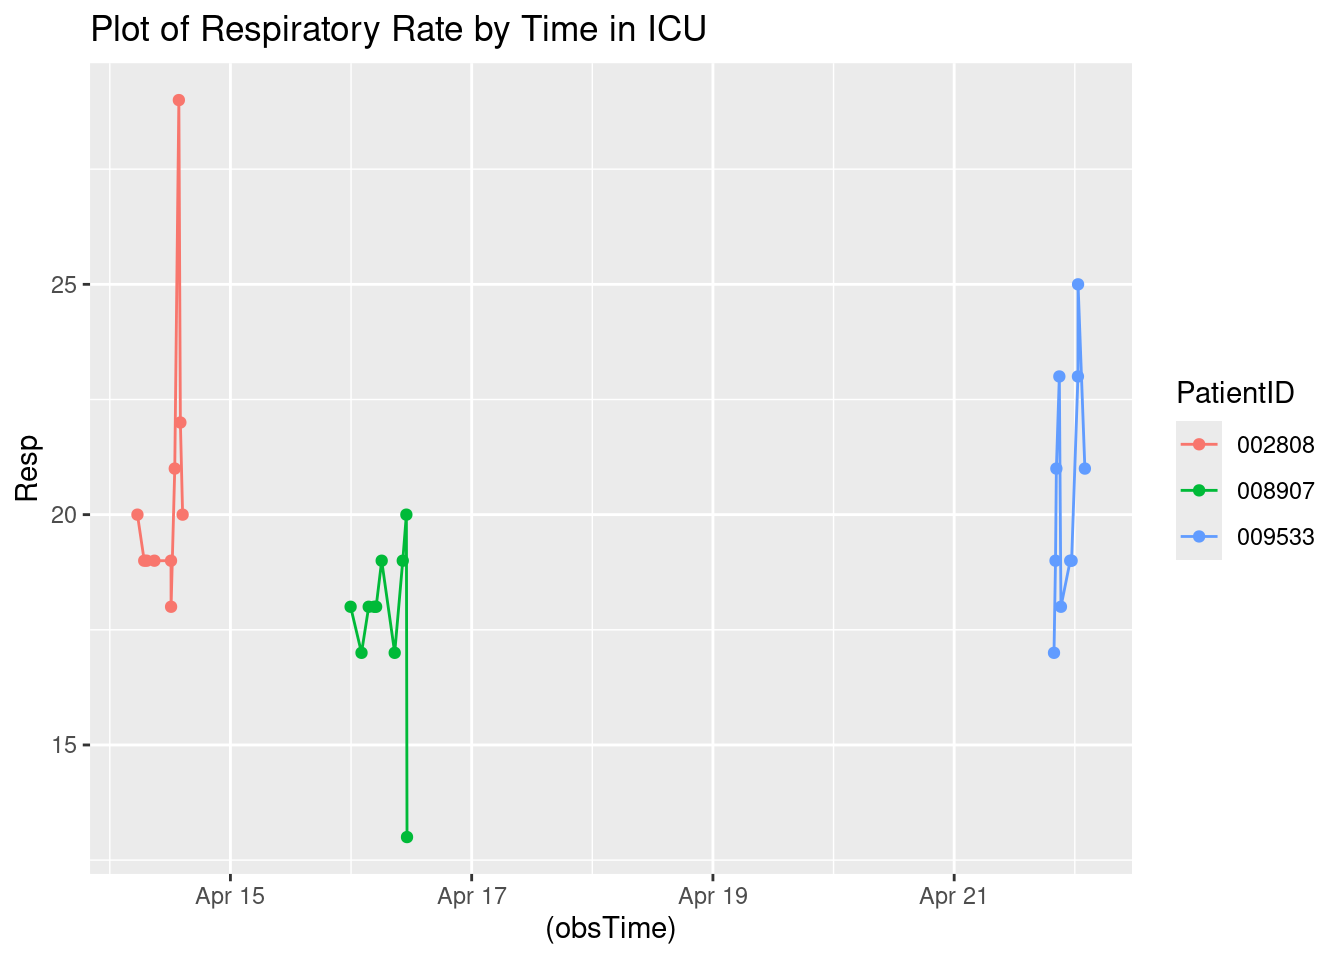 Plot of Respiratory Rate by Time in ICU
25
20
15
Resp
Apr 15
Apr 17
Apr 19
Apr 21
(obsTime)
PatientID
002808
008907
009533